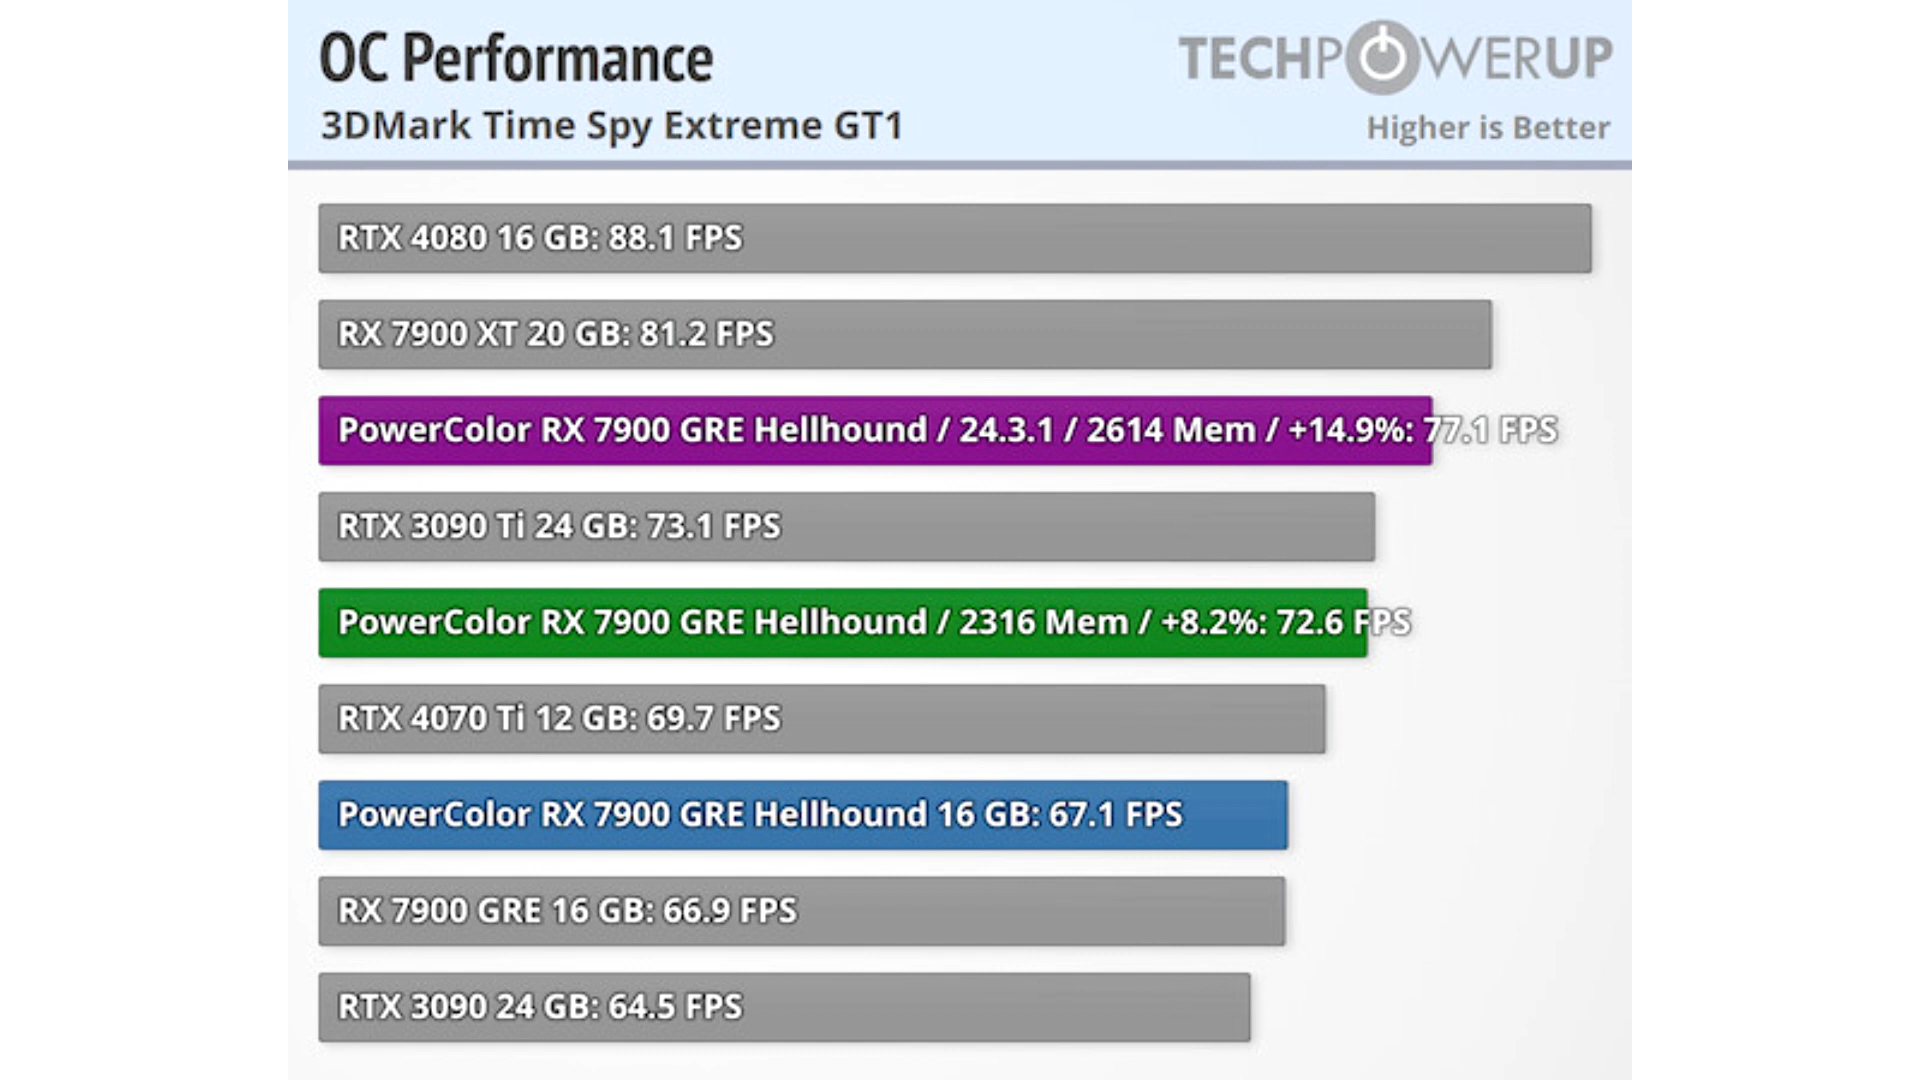 OC Performance
TECHPOWERUP
3DMark Time Spy Extreme GT1
Higher is Better
RTX 4080 16 GB: 88.1 FPS
RX 7900 XT 20 GB: 81.2 FPS
PowerColor RX 7900 GRE Hellhound / 24.3.1 / 2614 Mem / +14.9%: 77.1 FPS
RTX 3090 Ti 24 GB: 73.1 FPS
PowerColor RX 7900 GRE Hellhound / 2316 Mem / +8.2%: 72.6 FPS
RTX 4070 Ti 12 GB: 69.7 FPS
PowerColor RX 7900 GRE Hellhound 16 GB: 67.1 FPS
RX 7900 GRE 16 GB: 66.9 FPS
RTX 3090 24 GB: 64.5 FPS